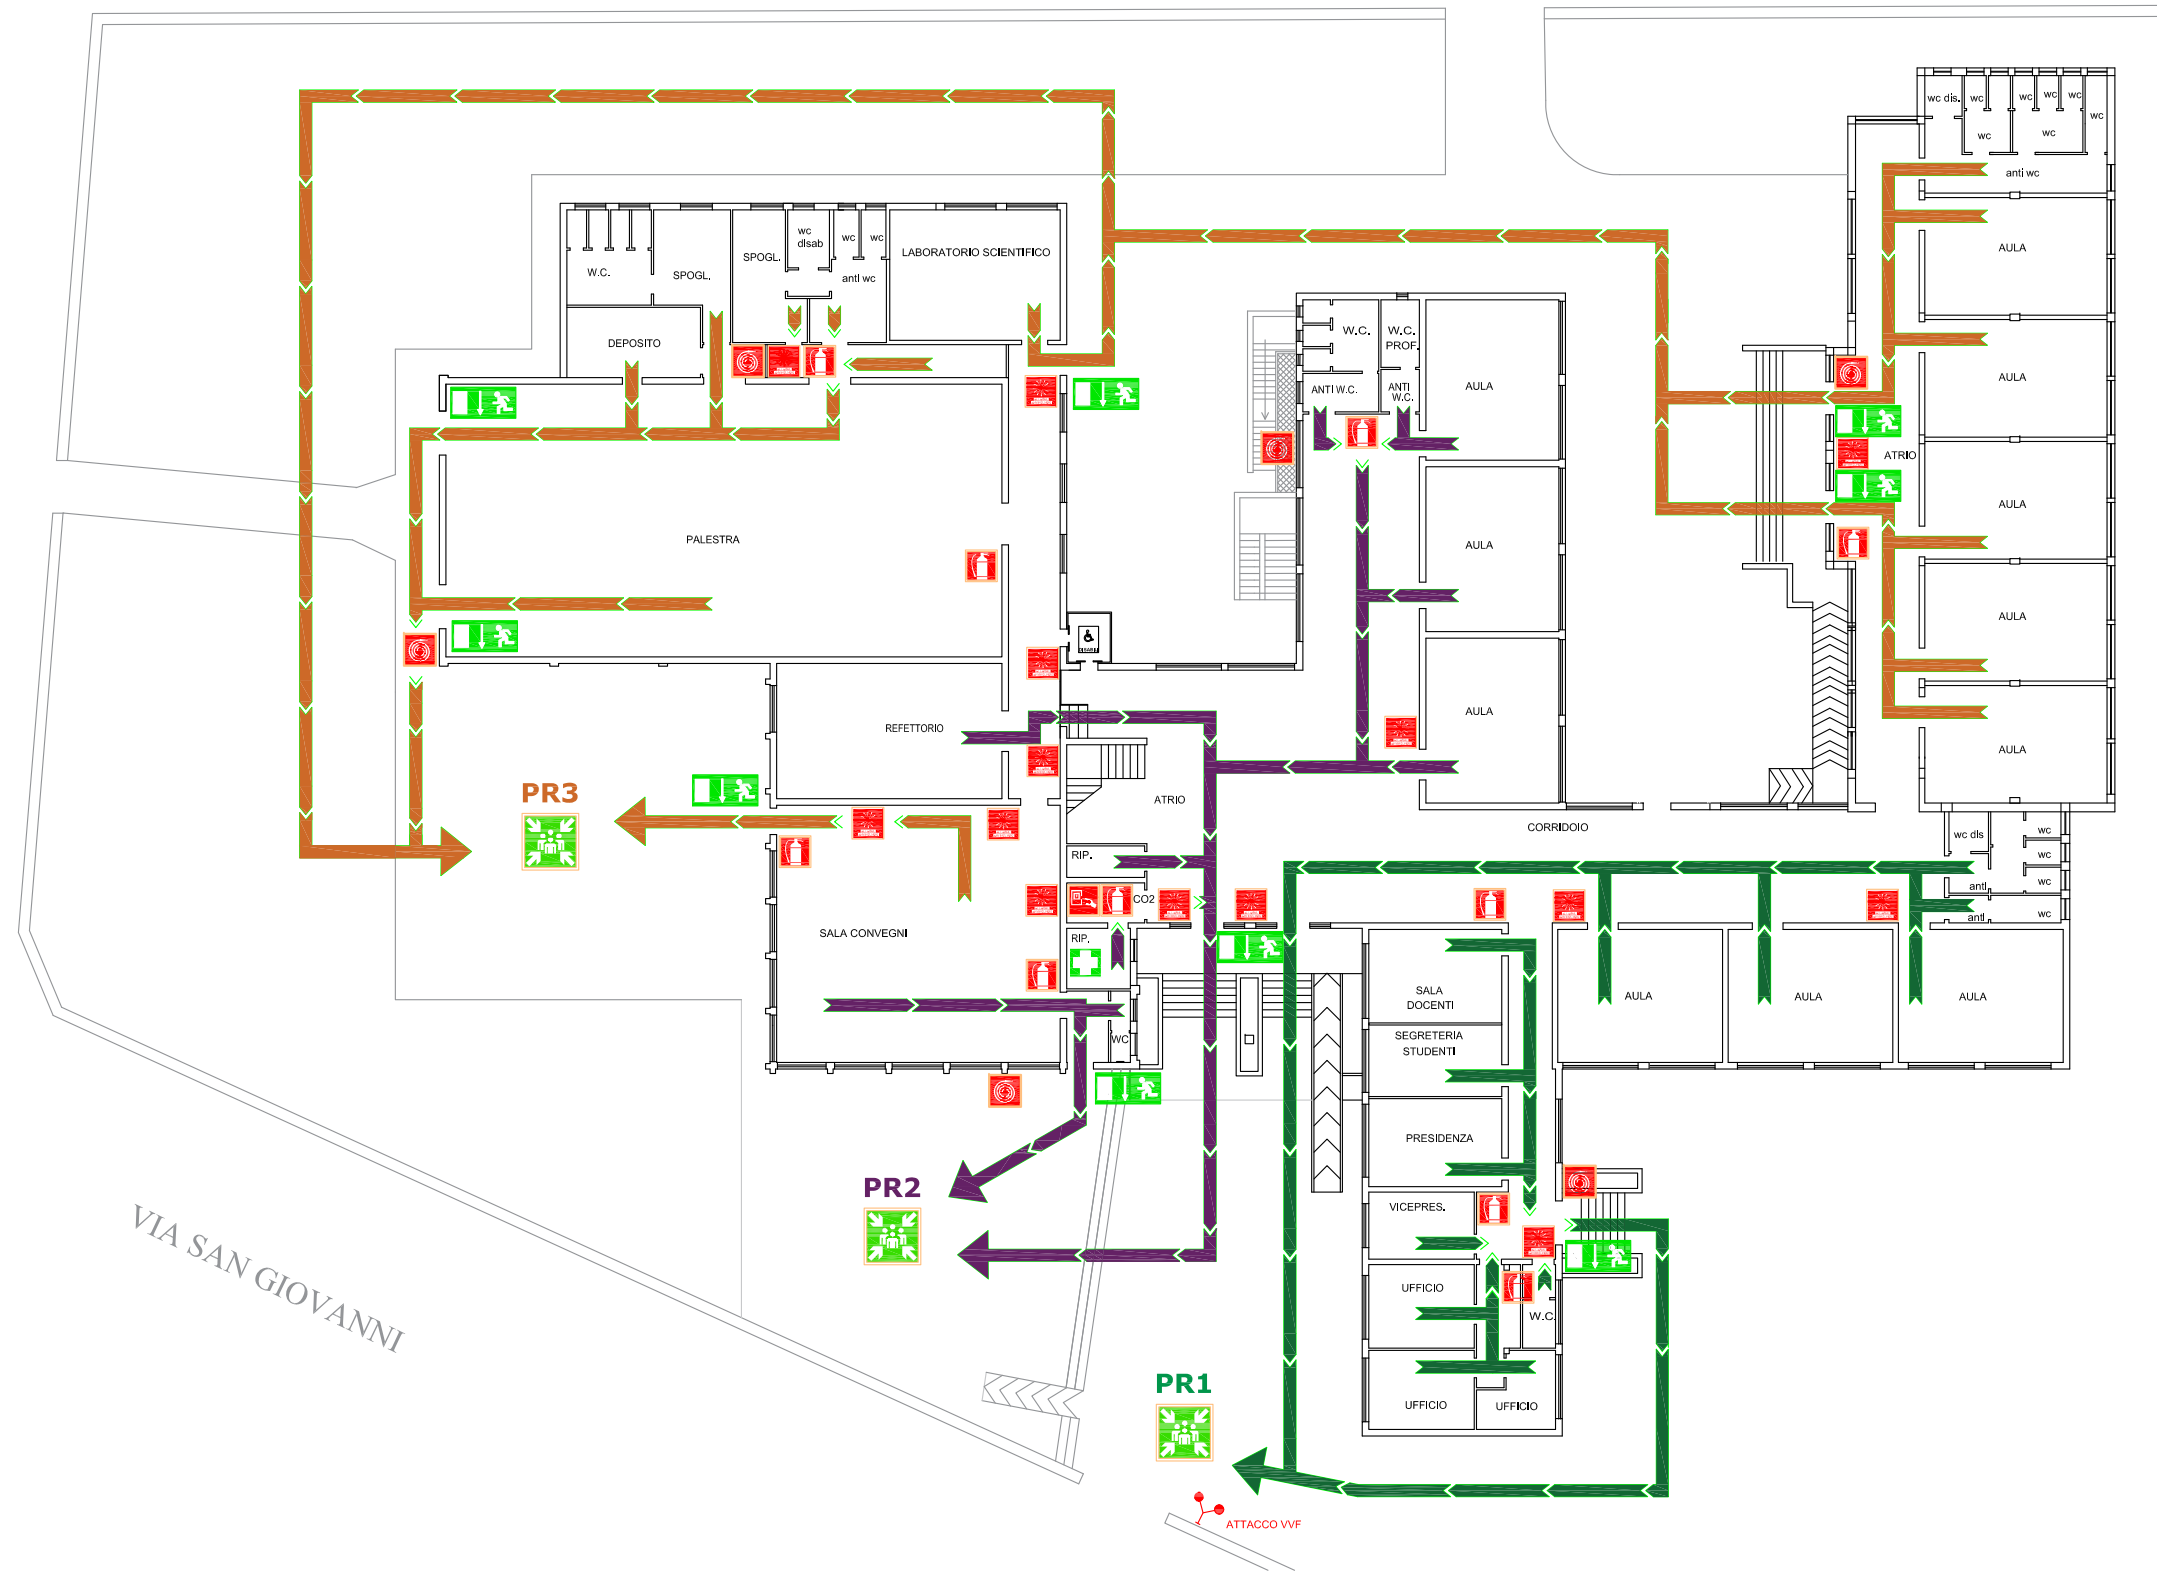 wc dis.
wc
wc
wc
wc
wc
wc
wc
anti wc
AULA
AULA
AULA
AULA
AULA
ATRIO
wc
disab
wc
wc
SPOGL.
LABORATORIO SCIENTIFICO
W.C.
SPOGL.
anti wc
DEPOSITO
W.C.
W.C.
PROF.
ANTI W.C.
ANTI
W.C.
AULA
AULA
AULA
PALESTRA
REFETTORIO
PR3
ATRIO
CORRIDOIO
RIP.
CO2
RIP.
SALA CONVEGNI
WC
wc dis
wc
wc
wc
wc
anti
anti
AULA
AULA
AULA
SALA
DOCENTI
SEGRETERIA
STUDENTI
PRESIDENZA
VICEPRES.
UFFICIO
W.C.
UFFICIO
UFFICIO
PR2
PR1
VIA SAN GIOVANNI
ATTACCO VVF